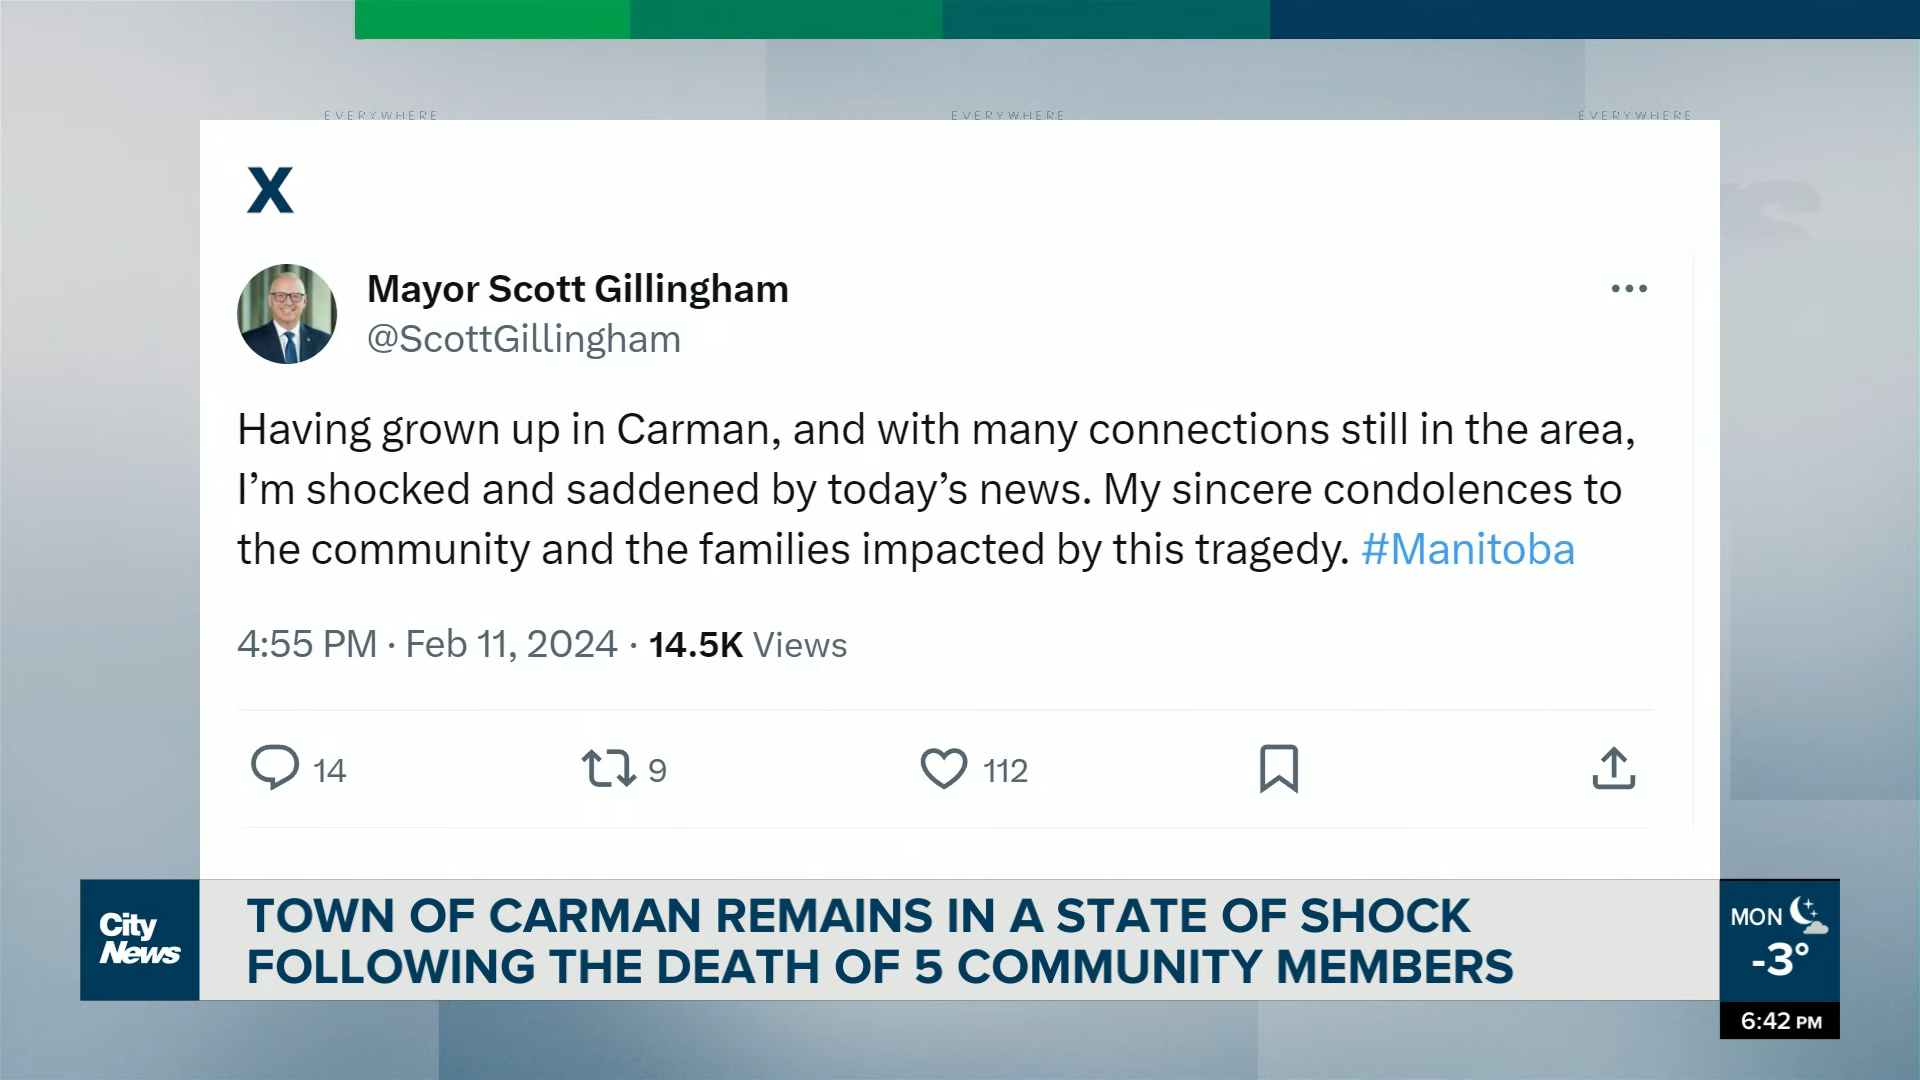 EVERYWHERE EVERYWHERE EVERYWHERE
X
Mayor Scott Gillingham
@ScottGillingham
Having grown up in Carman, and with many connections still in the area,
I’m shocked and saddened by today’s news. My sincere condolences to
the community and the families impacted by this tragedy. #Manitoba
4:55 PM · Feb 11, 2024 · 14.5K Views
14 9 112
City
News
TOWN OF CARMAN REMAINS IN A STATE OF SHOCK
FOLLOWING THE DEATH OF 5 COMMUNITY MEMBERS
MON
-3°
6:42 PM